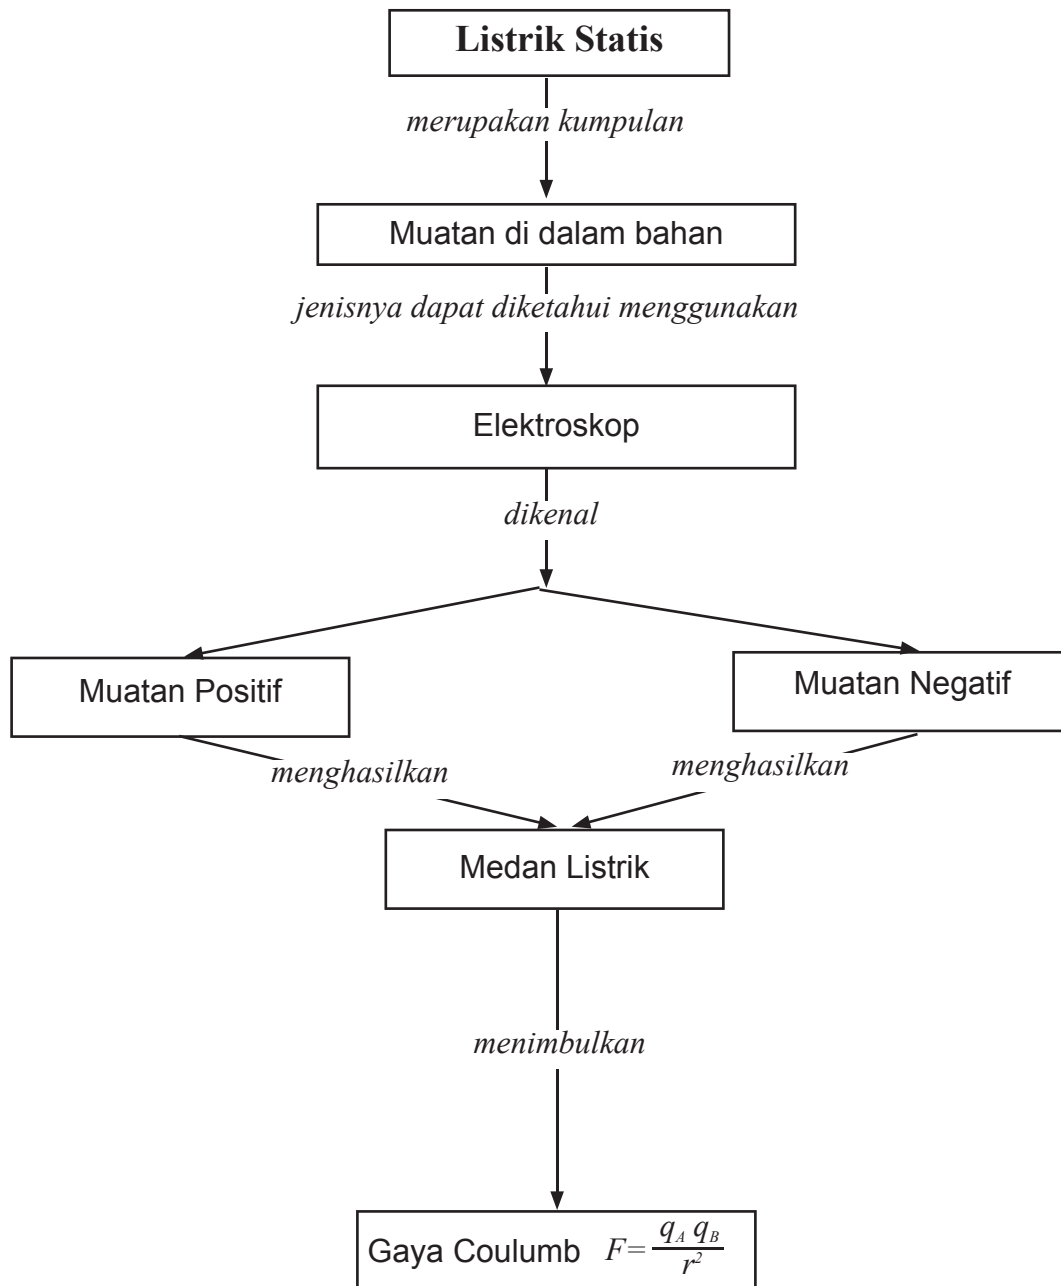 Listrik Statis
merupakan kumpulan
Muatan di dalam bahan
jenisnya dapat diketahui menggunakan
Elektroskop
dikenal
Muatan Positif
Muatan Negatif
menghasilkan
menghasilkan
Medan Listrik
menimbulkan
Gaya Coulumb F = q_A q_B / r²